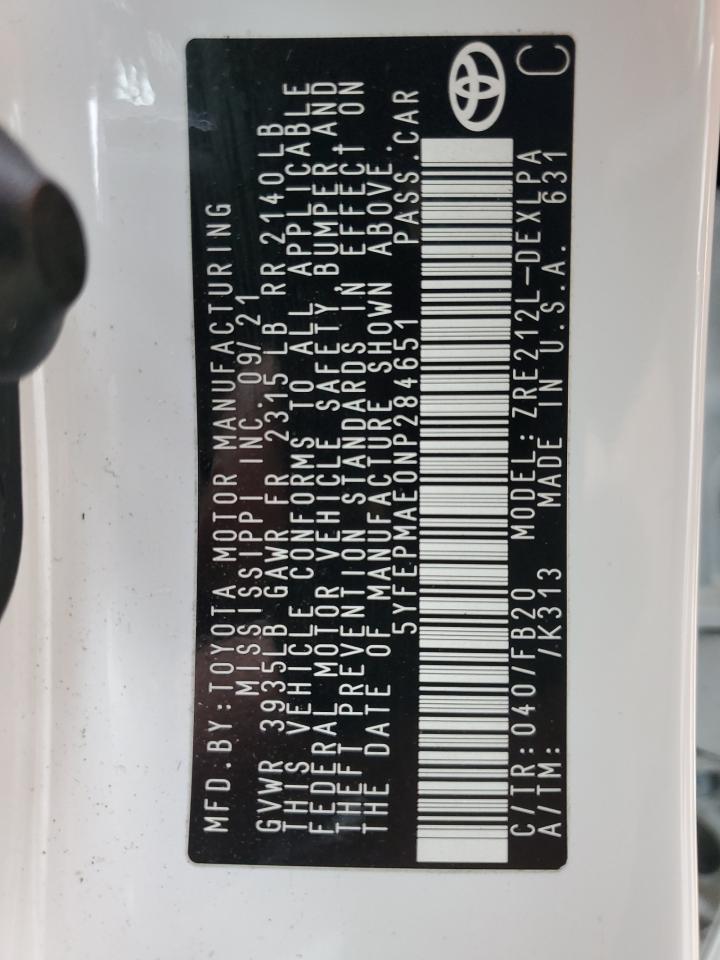 MFD.BY:TOYOTA MOTOR MANUFACTURING
MISSISSIPPI INC. 09/21
GVWR 3935LB GAWR FR 2315 LB RR 2140LB
THIS VEHICLE CONFORMS TO ALL APPLICABLE
FEDERAL MOTOR VEHICLE SAFETY, BUMPER AND
THEFT PREVENTION STANDARDS IN EFFECT ON
THE DATE OF MANUFACTURE SHOWN ABOVE.
5YFEPMAE0NP284651 PASS.CAR
C/TR:040/FB20 MODEL: ZRE212L-DEXLPA
A/TM: /K313 MADE IN U.S.A. 631
C